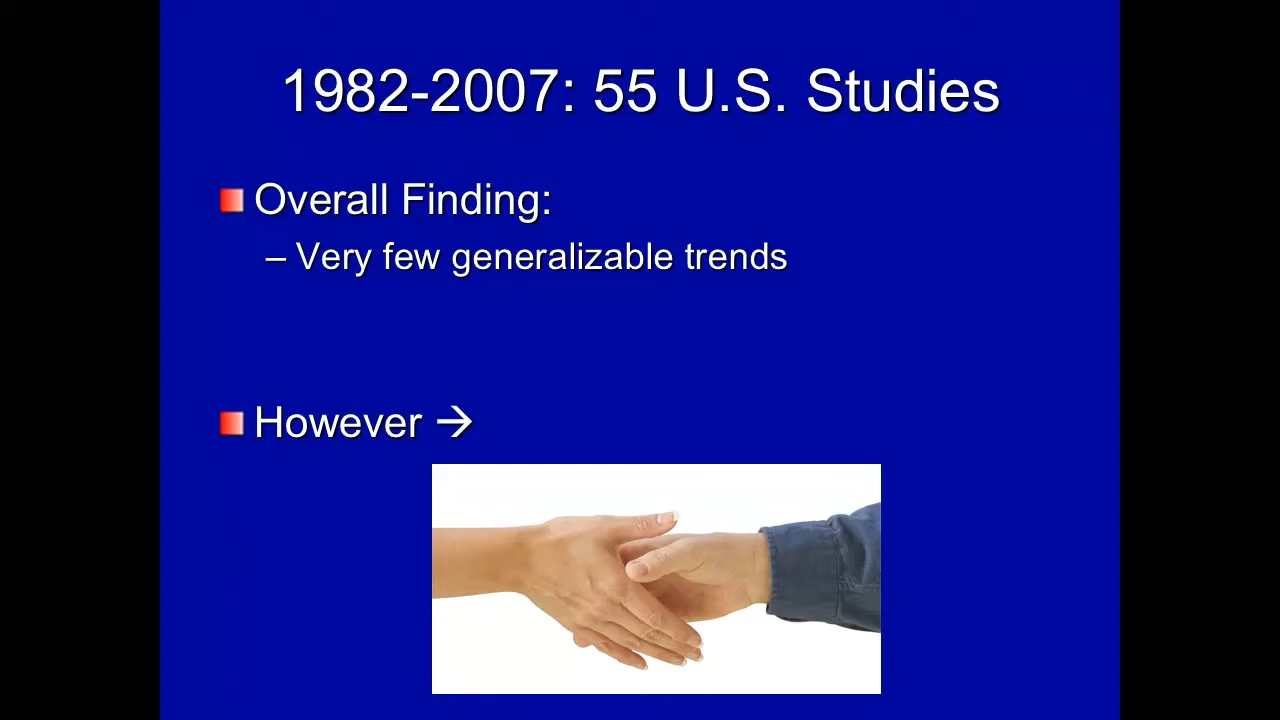 1982-2007: 55 U.S. Studies
Overall Finding:
– Very few generalizable trends
However →